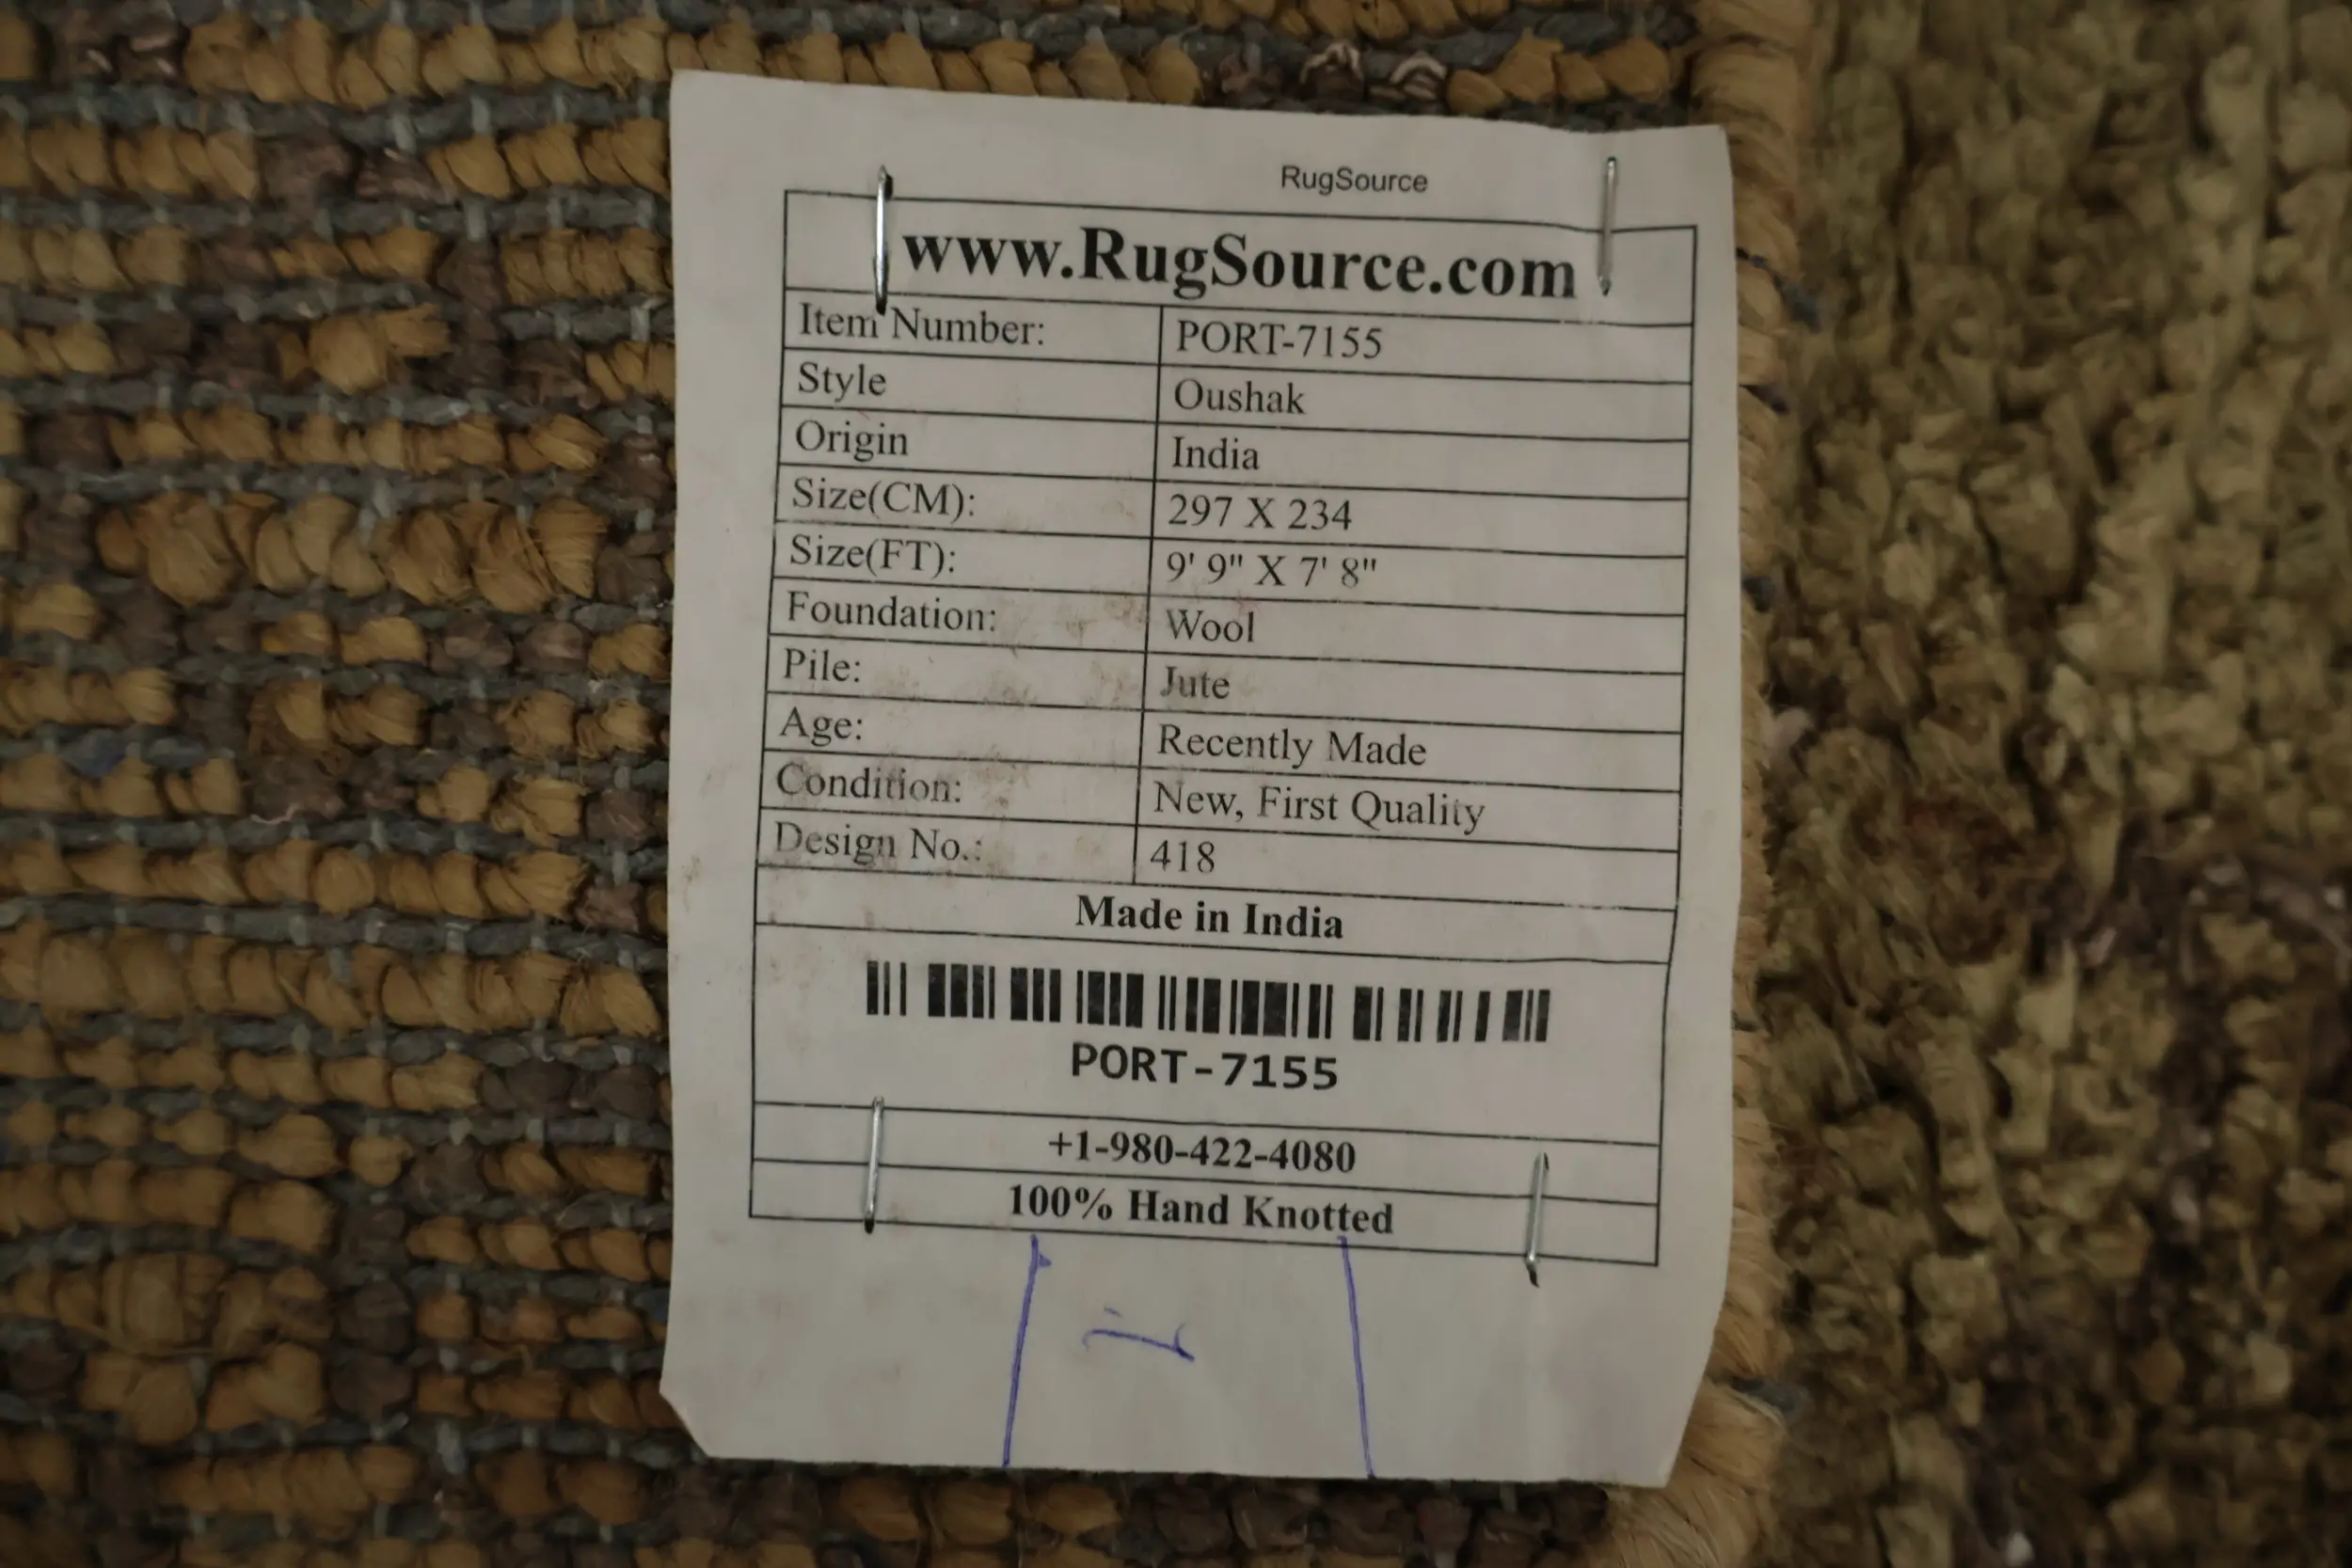 RugSource
www.RugSource.com
Item Number: PORT-7155
Style Oushak
Origin India
Size(CM): 297 X 234
Size(FT): 9' 9" X 7' 8"
Foundation: Wool
Pile: Jute
Age: Recently Made
Condition: New, First Quality
Design No.: 418
Made in India
PORT-7155
+1-980-422-4080
100% Hand Knotted